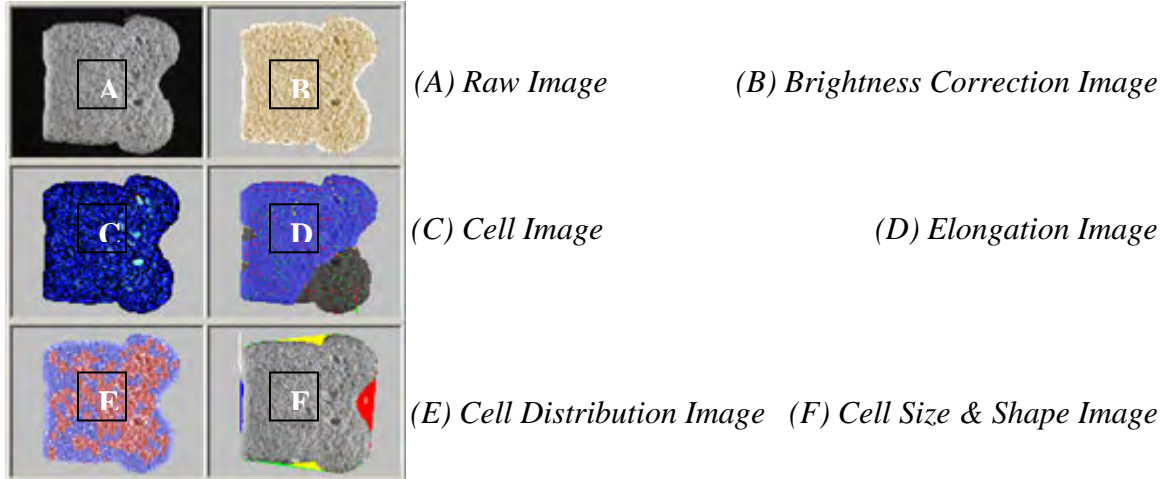 A B (A) Raw Image (B) Brightness Correction Image
C D (C) Cell Image (D) Elongation Image
E F (E) Cell Distribution Image (F) Cell Size & Shape Image